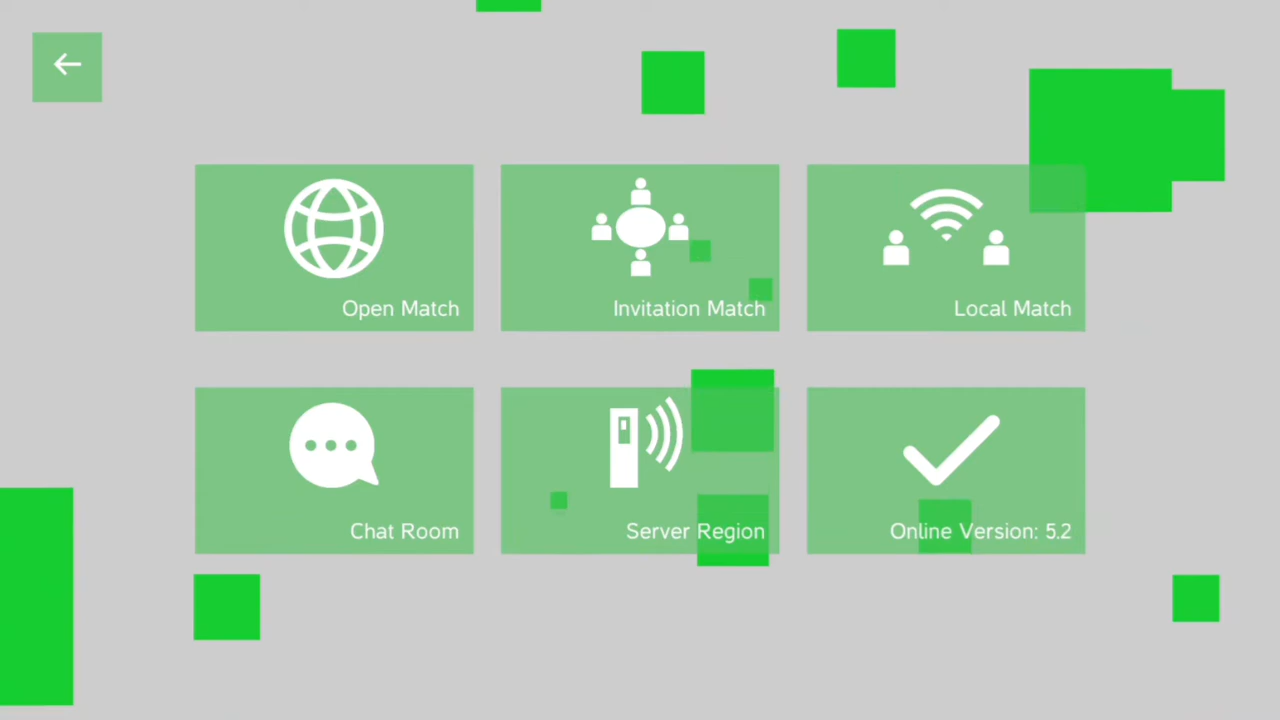 Open Match
Invitation Match
Local Match
Chat Room
Server Region
Online Version: 5.2